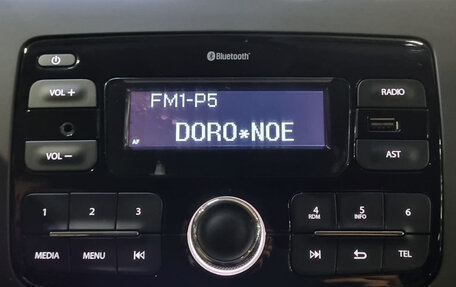 Bluetooth
VOL +
FM1-P5
RADIO
DORO*NOE
AF
VOL –
AST
1 2 3
4 RDM 5 INFO 6
MEDIA MENU
TEL